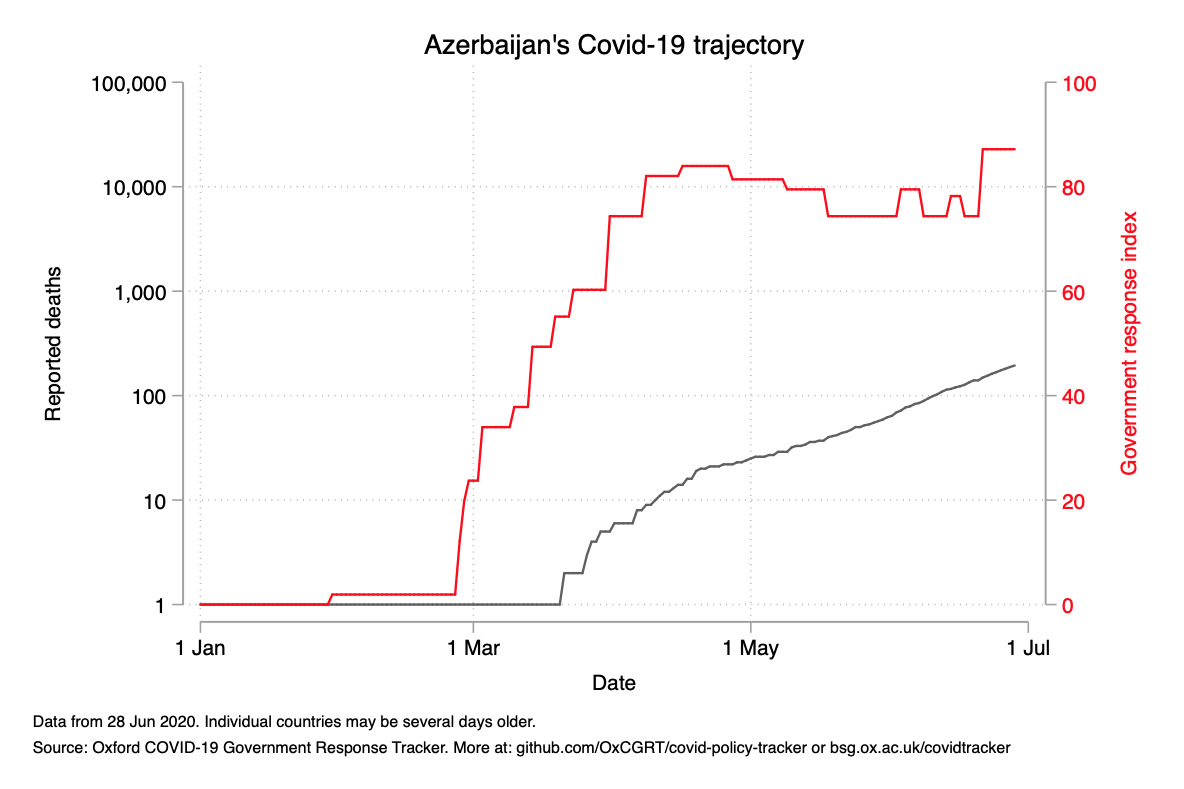 Azerbaijan's Covid-19 trajectory
100,000
10,000
1,000
100
10
1
Reported deaths
100
80
60
40
20
0
Government response index
1 Jan
1 Mar
1 May
1 Jul
Date
Data from 28 Jun 2020. Individual countries may be several days older.
Source: Oxford COVID-19 Government Response Tracker. More at: github.com/OxCGRT/covid-policy-tracker or bsg.ox.ac.uk/covidtracker